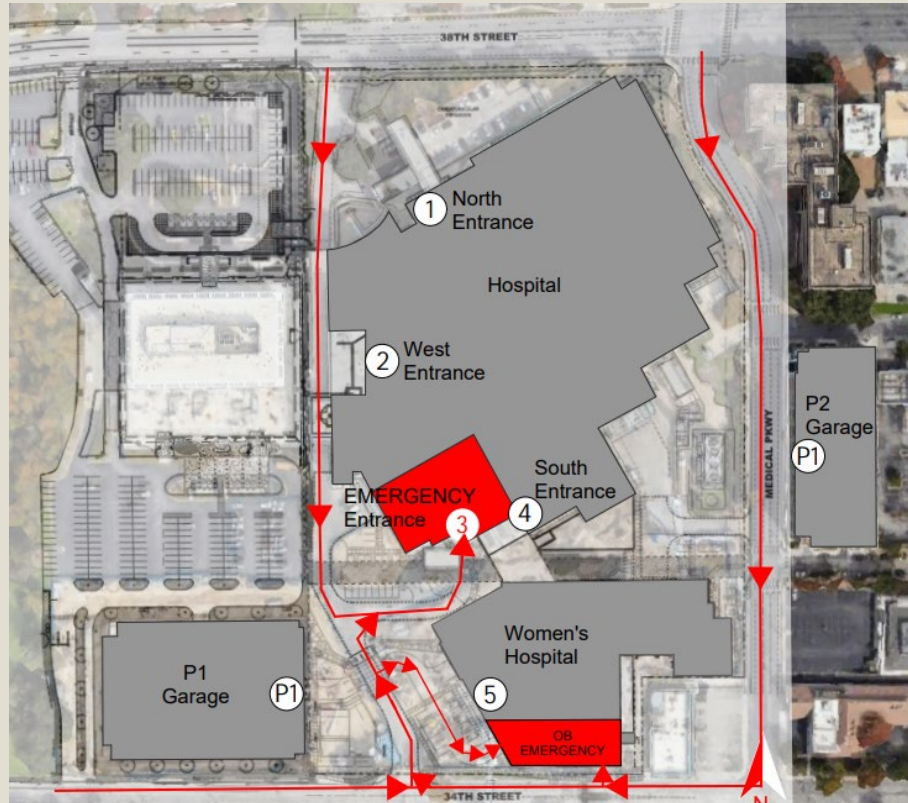 38TH STREET
1
North
Entrance
Hospital
2
West
Entrance
P2
Garage
P1
MEDICAL PKWY
South
Entrance
4
EMERGENCY
Entrance
3
Women's
Hospital
P1
Garage
P1
5
OB
EMERGENCY
34TH STREET
N